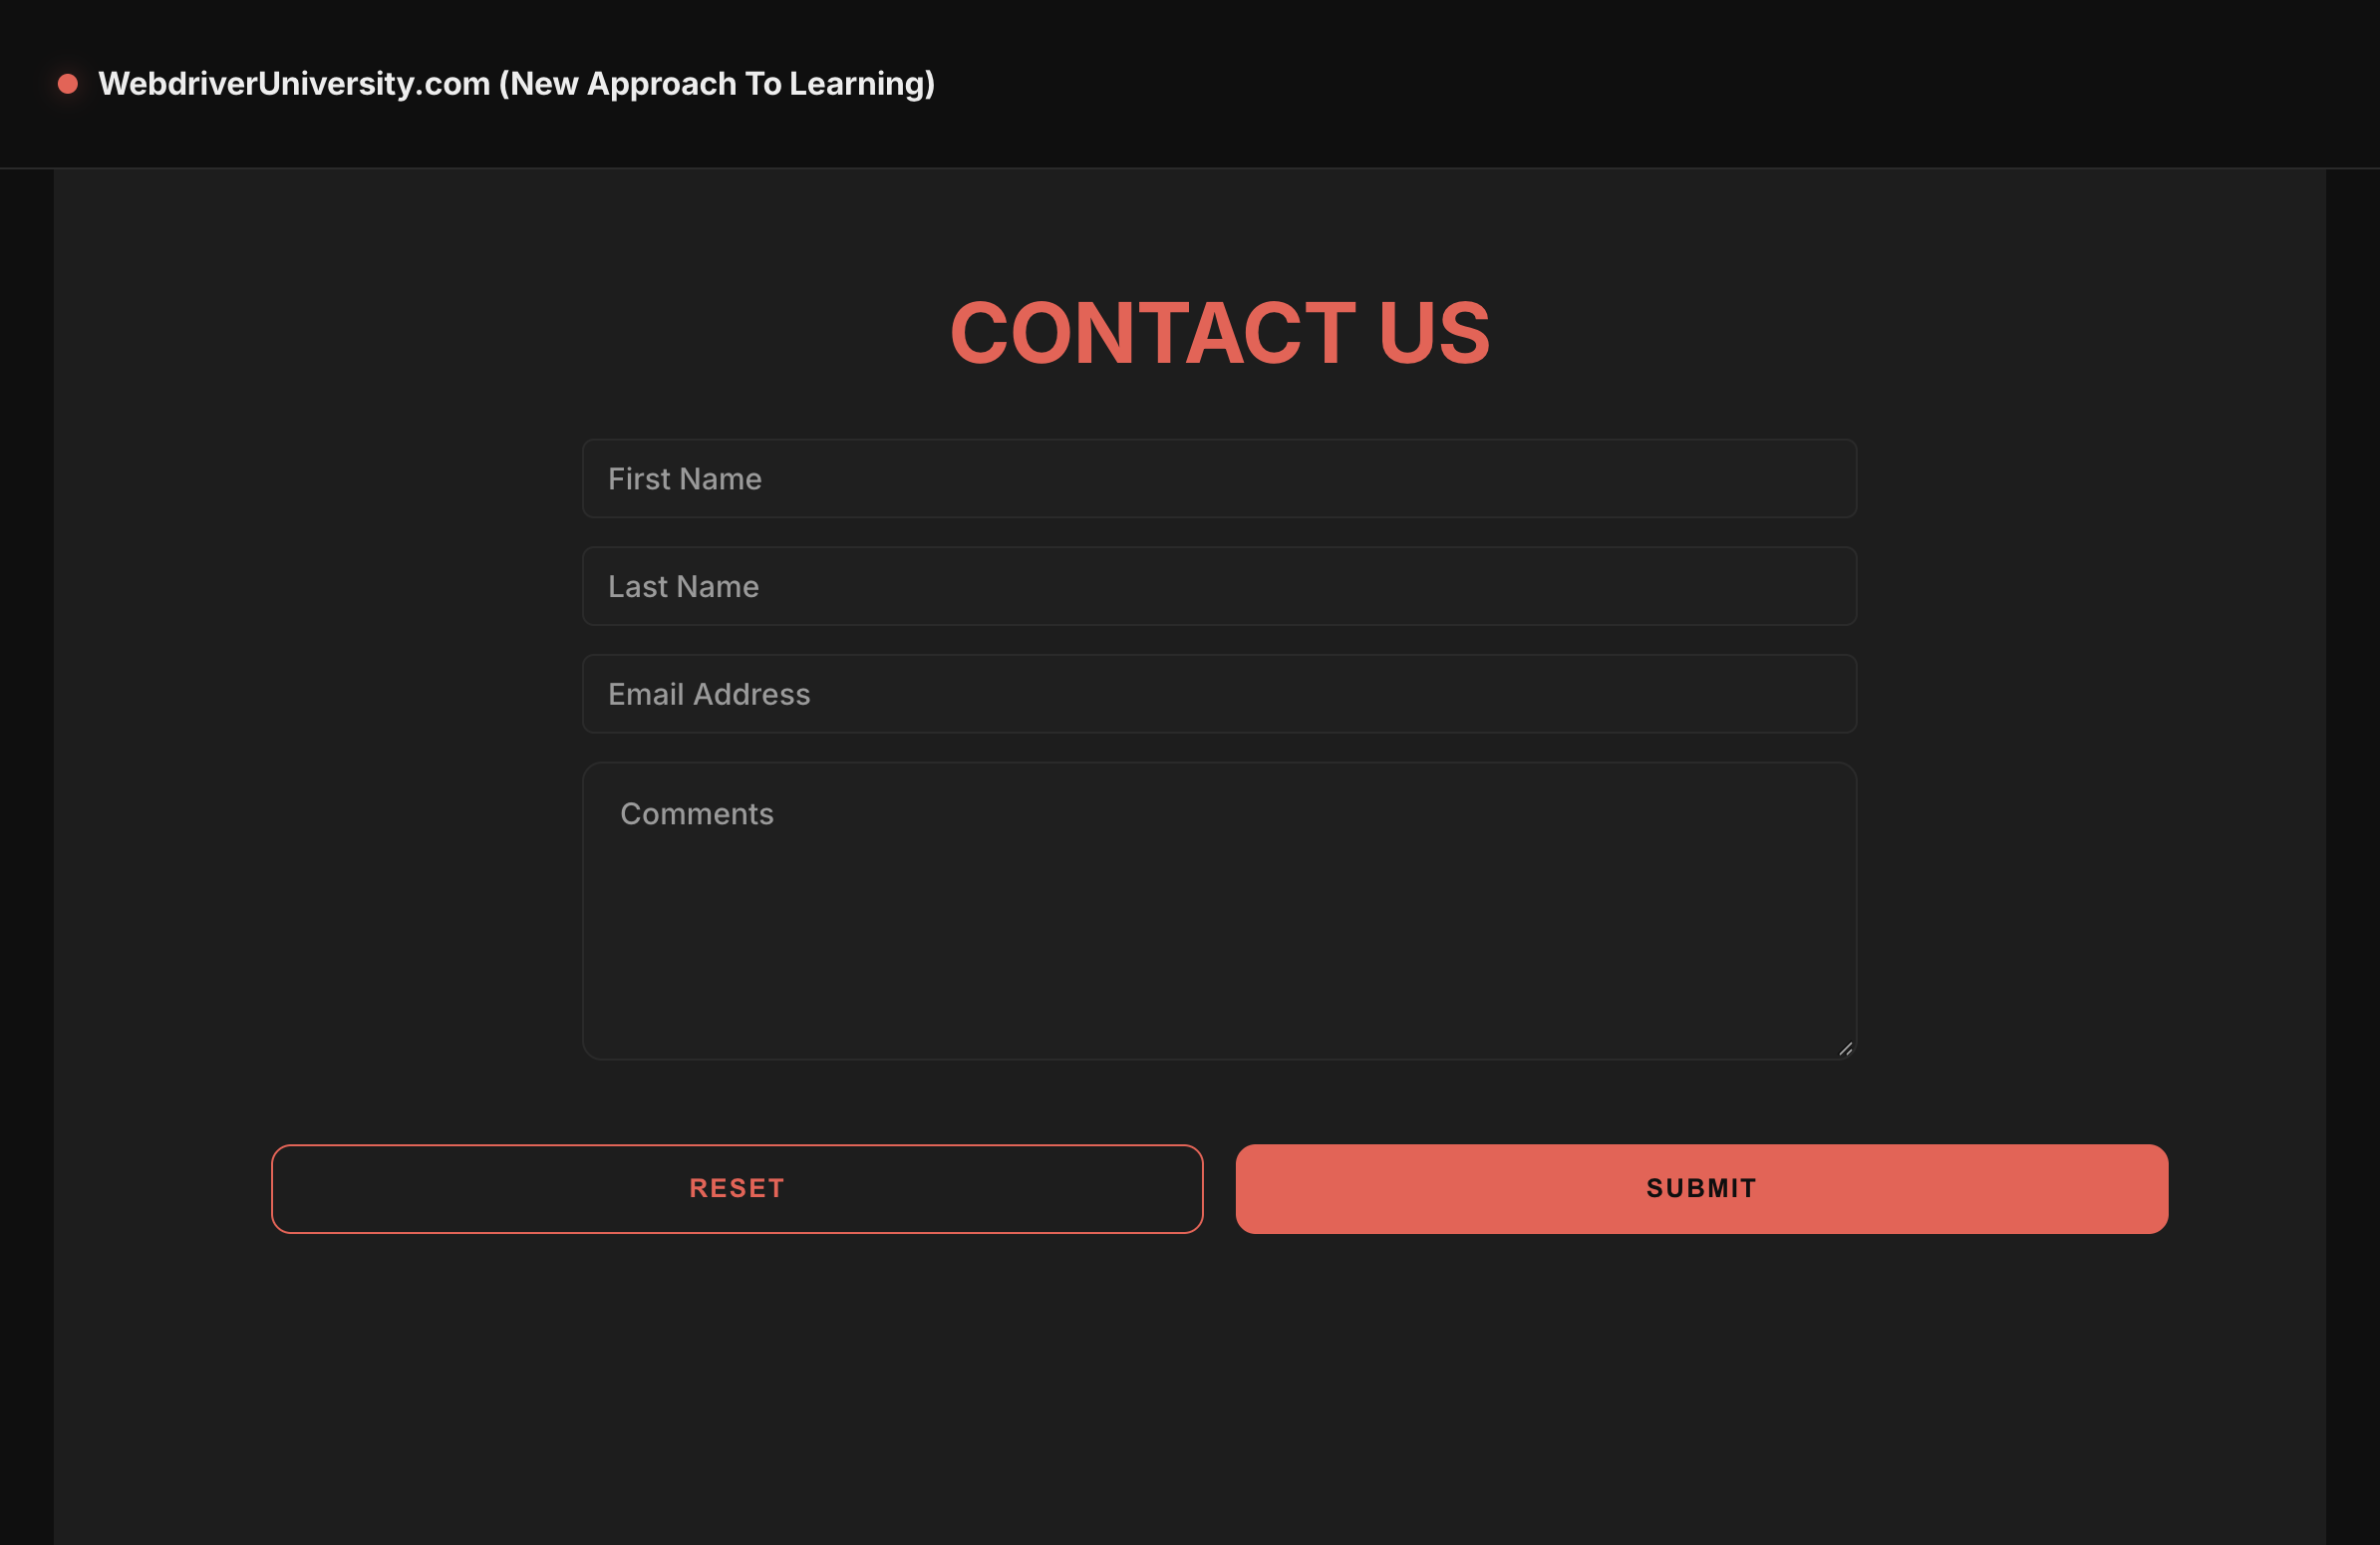 WebdriverUniversity.com (New Approach To Learning)
CONTACT US
First Name
Last Name
Email Address
Comments
RESET
SUBMIT